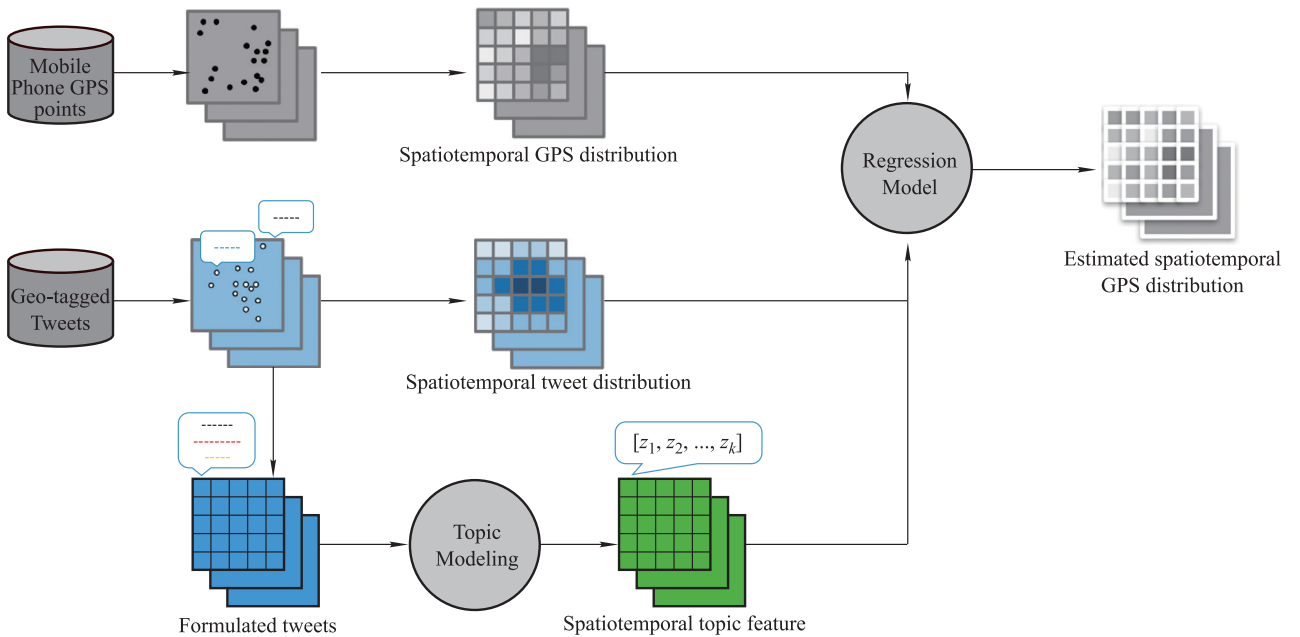 Mobile
Phone GPS
points
Spatiotemporal GPS distribution
Regression
Model
Estimated spatiotemporal
GPS distribution
Geo-tagged
Tweets
Spatiotemporal tweet distribution
[z1, z2, ..., zk]
Topic
Modeling
Formulated tweets
Spatiotemporal topic feature